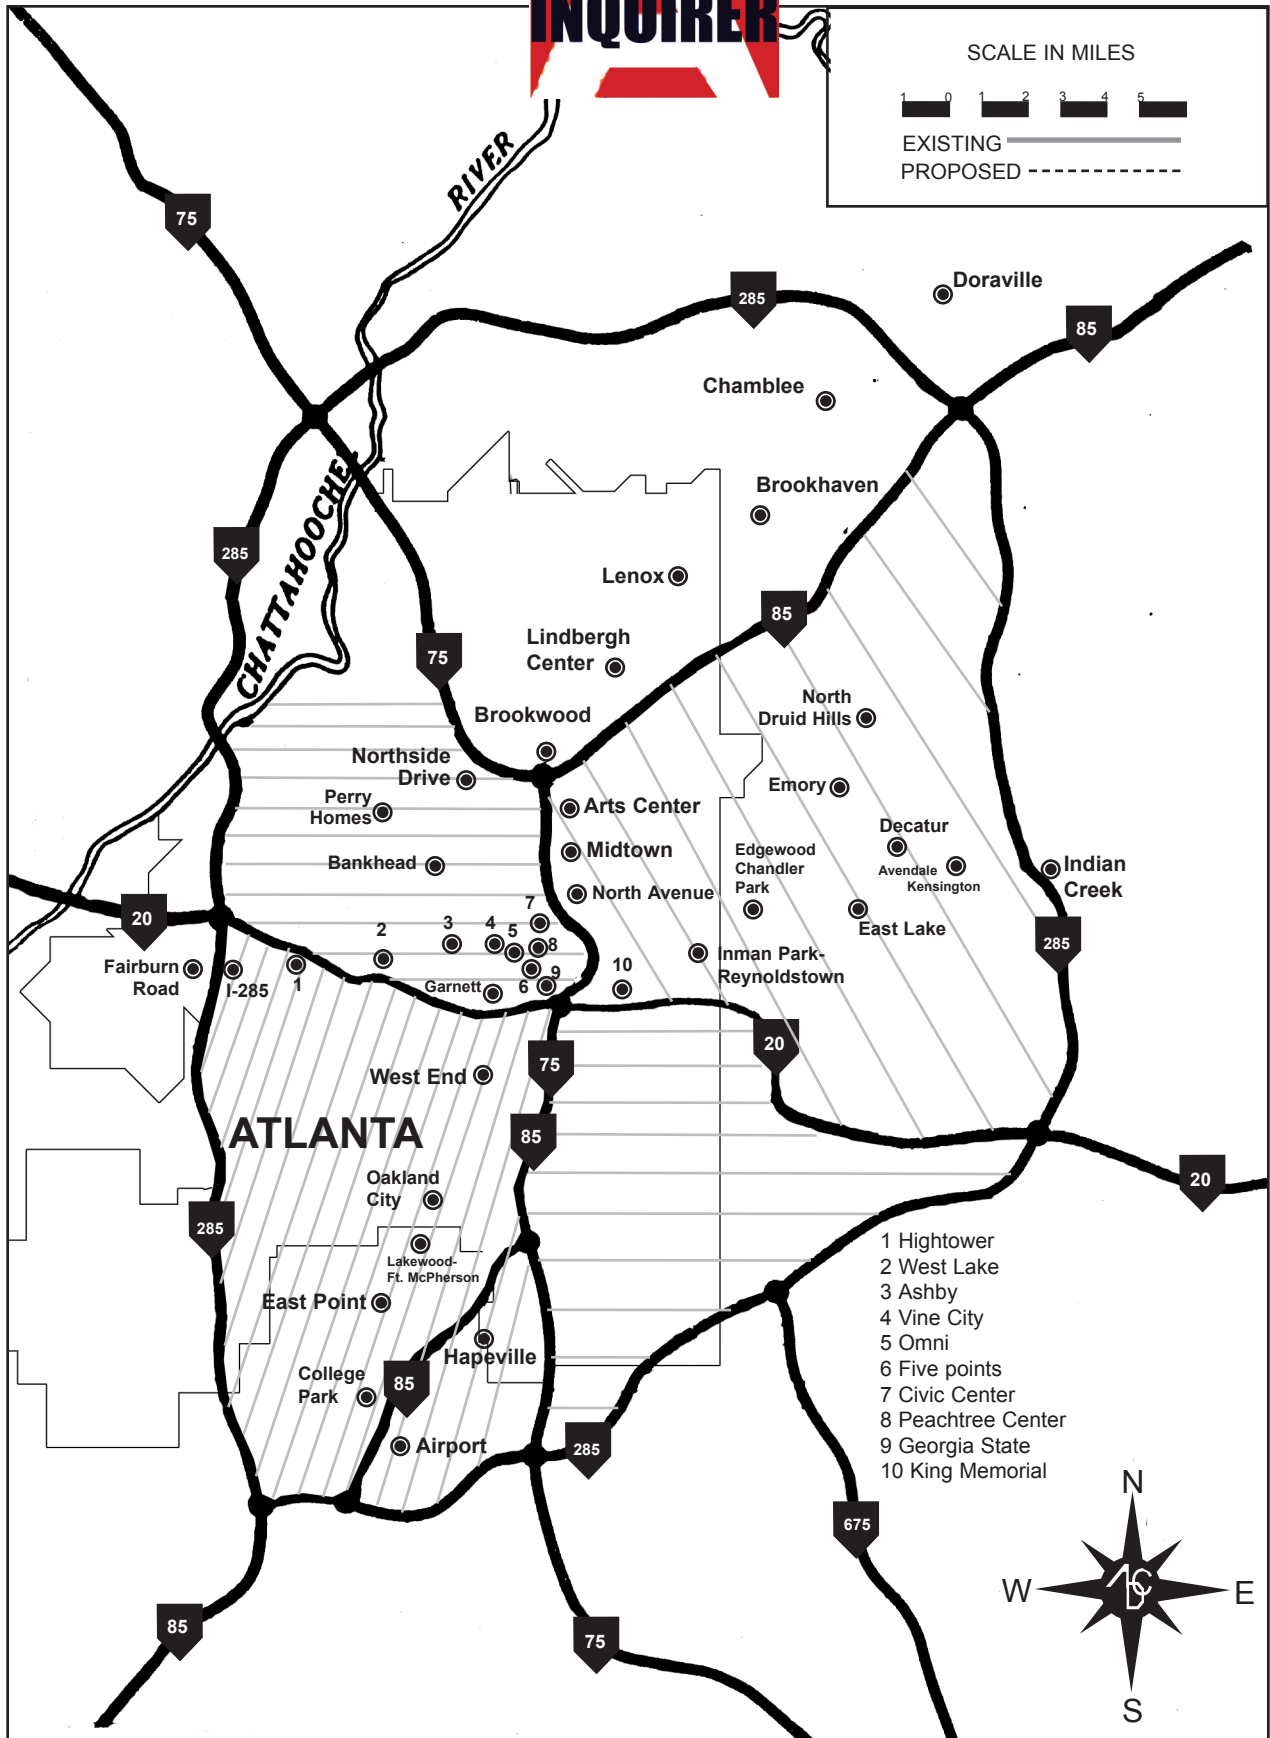 INQUIRER
SCALE IN MILES
1 0 1 2 3 4 5
EXISTING
PROPOSED
RIVER
75
Doraville
285
85
Chamblee
Brookhaven
CHATTAHOOCHEE
285
Lenox
85
Lindbergh
Center
75
North
Druid Hills
Brookwood
Northside
Drive
Emory
Perry
Homes
Arts Center
Decatur
Midtown
Edgewood
Chandler
Park
Bankhead
Avendale
Kensington
Indian
Creek
North Avenue
7
20
East Lake
285
2
3
4
5
8
Inman Park-
Reynoldstown
Fairburn
Road
I-285
1
10
9
6
Garnett
20
75
West End
ATLANTA
85
Oakland
City
20
285
Lakewood-
Ft. McPherson
East Point
Hapeville
College
Park
85
Airport
285
1 Hightower
2 West Lake
3 Ashby
4 Vine City
5 Omni
6 Five points
7 Civic Center
8 Peachtree Center
9 Georgia State
10 King Memorial
N
675
W
ADC
E
85
75
S